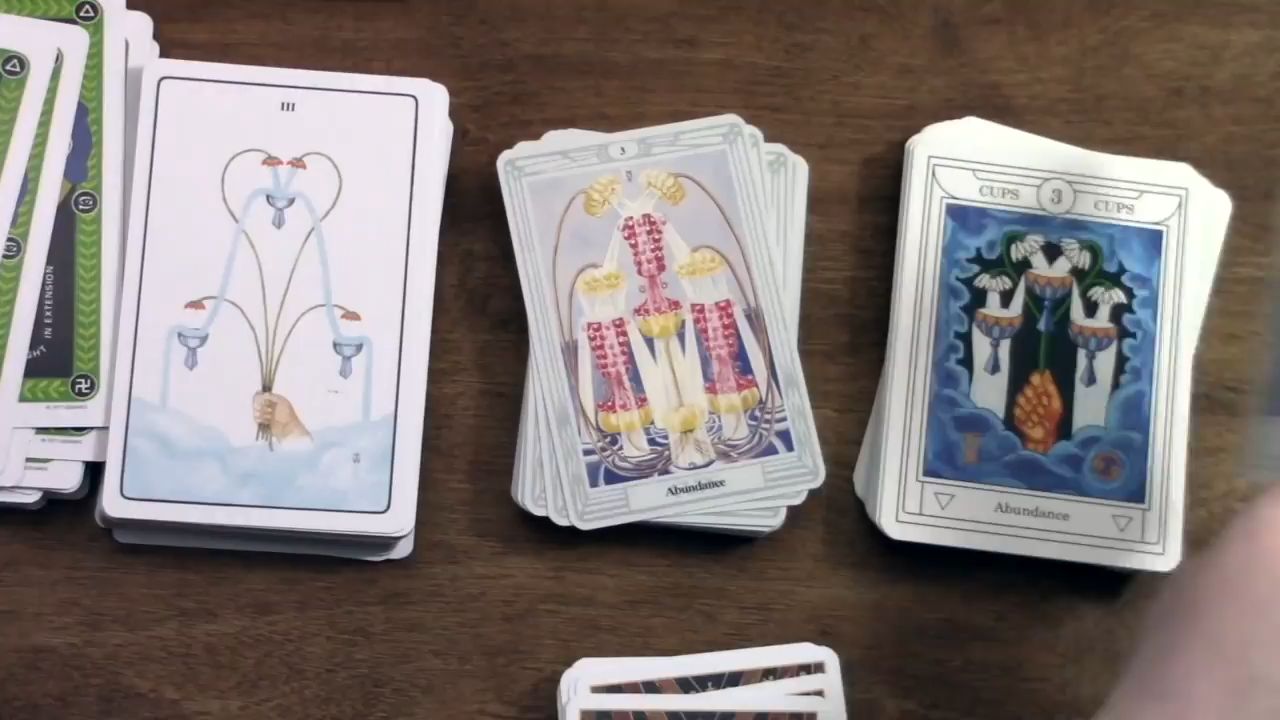 III
3
Abundance
CUPS 3 CUPS
Abundance
IN EXTENSION